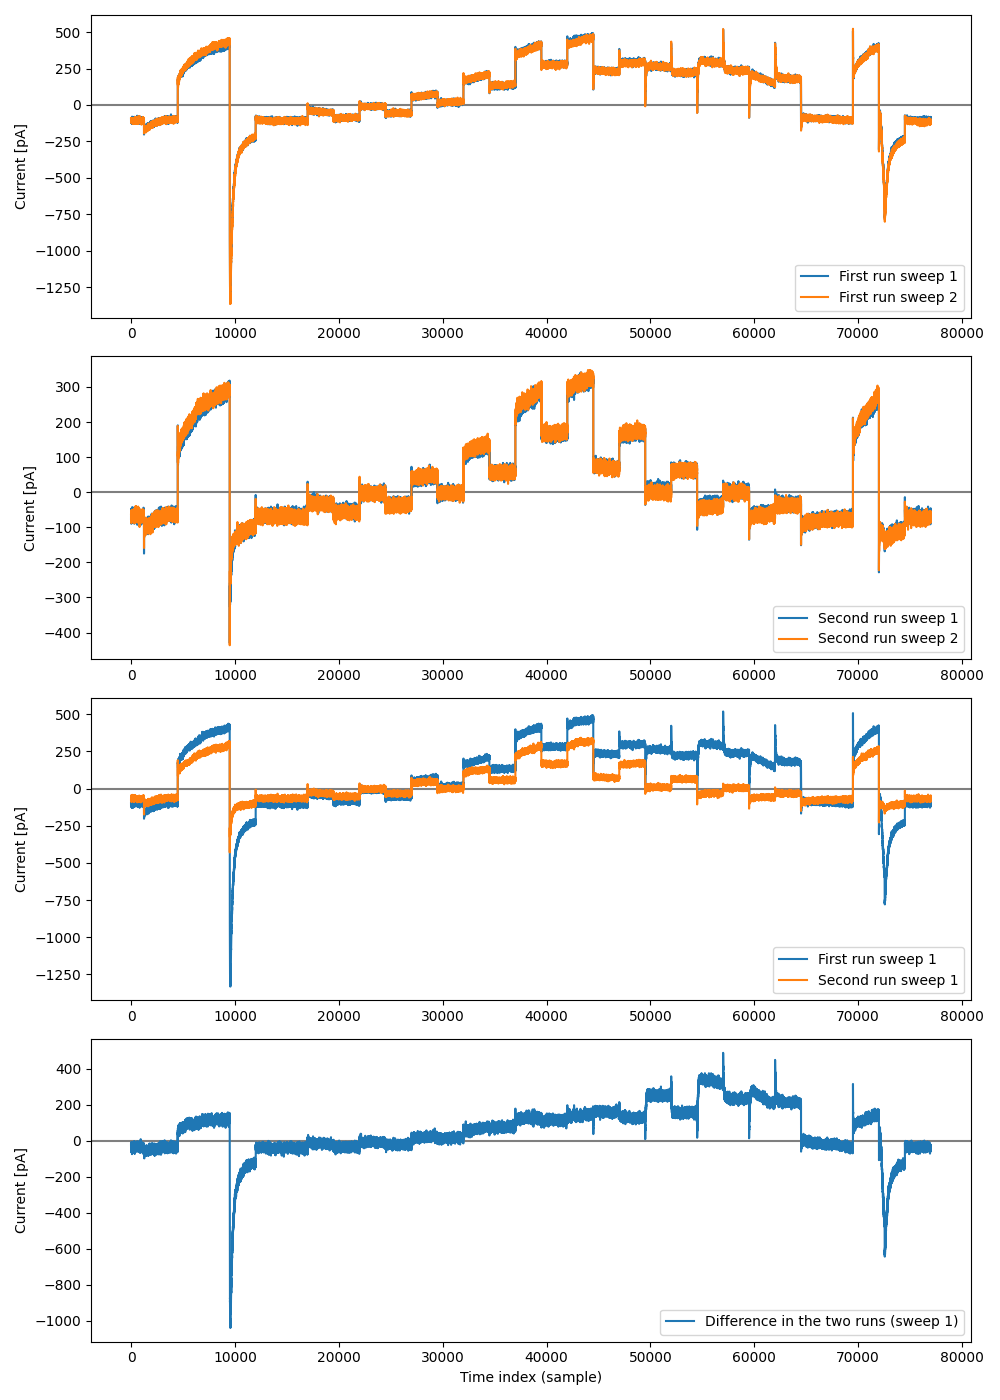 500
250
0
−250
−500
−750
−1000
−1250
Current [pA]
First run sweep 1
First run sweep 2
0 10000 20000 30000 40000 50000 60000 70000 80000
300
200
100
0
−100
−200
−300
−400
Current [pA]
Second run sweep 1
Second run sweep 2
0 10000 20000 30000 40000 50000 60000 70000 80000
500
250
0
−250
−500
−750
−1000
−1250
Current [pA]
First run sweep 1
Second run sweep 1
0 10000 20000 30000 40000 50000 60000 70000 80000
400
200
0
−200
−400
−600
−800
−1000
Current [pA]
Difference in the two runs (sweep 1)
0 10000 20000 30000 40000 50000 60000 70000 80000
Time index (sample)